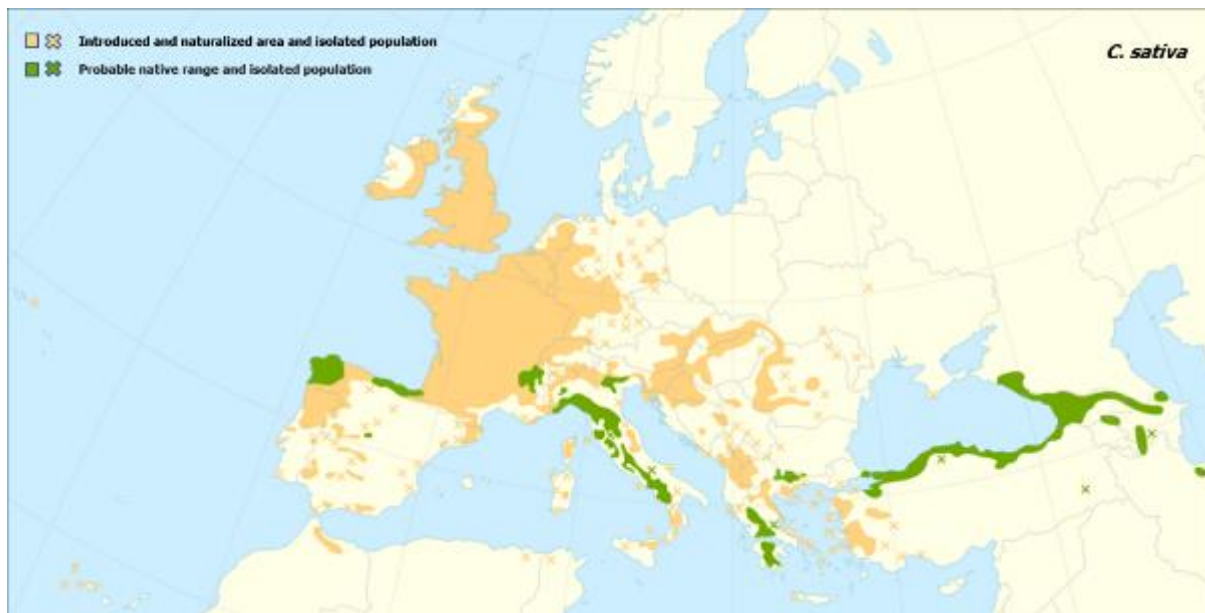 Introduced and naturalized area and isolated population
C. sativa
Probable native range and isolated population